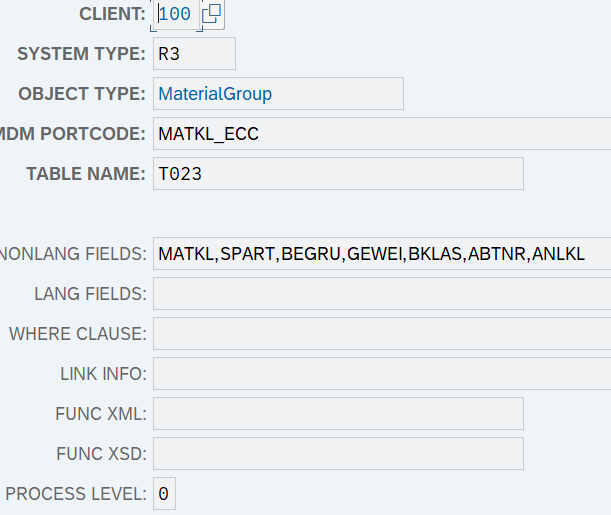 CLIENT: 100
SYSTEM TYPE: R3
OBJECT TYPE: MaterialGroup
MDM PORTCODE: MATKL_ECC
TABLE NAME: T023
NONLANG FIELDS: MATKL,SPART,BEGRU,GEWEI,BKLAS,ABTNR,ANLKL
LANG FIELDS:
WHERE CLAUSE:
LINK INFO:
FUNC XML:
FUNC XSD:
PROCESS LEVEL: 0